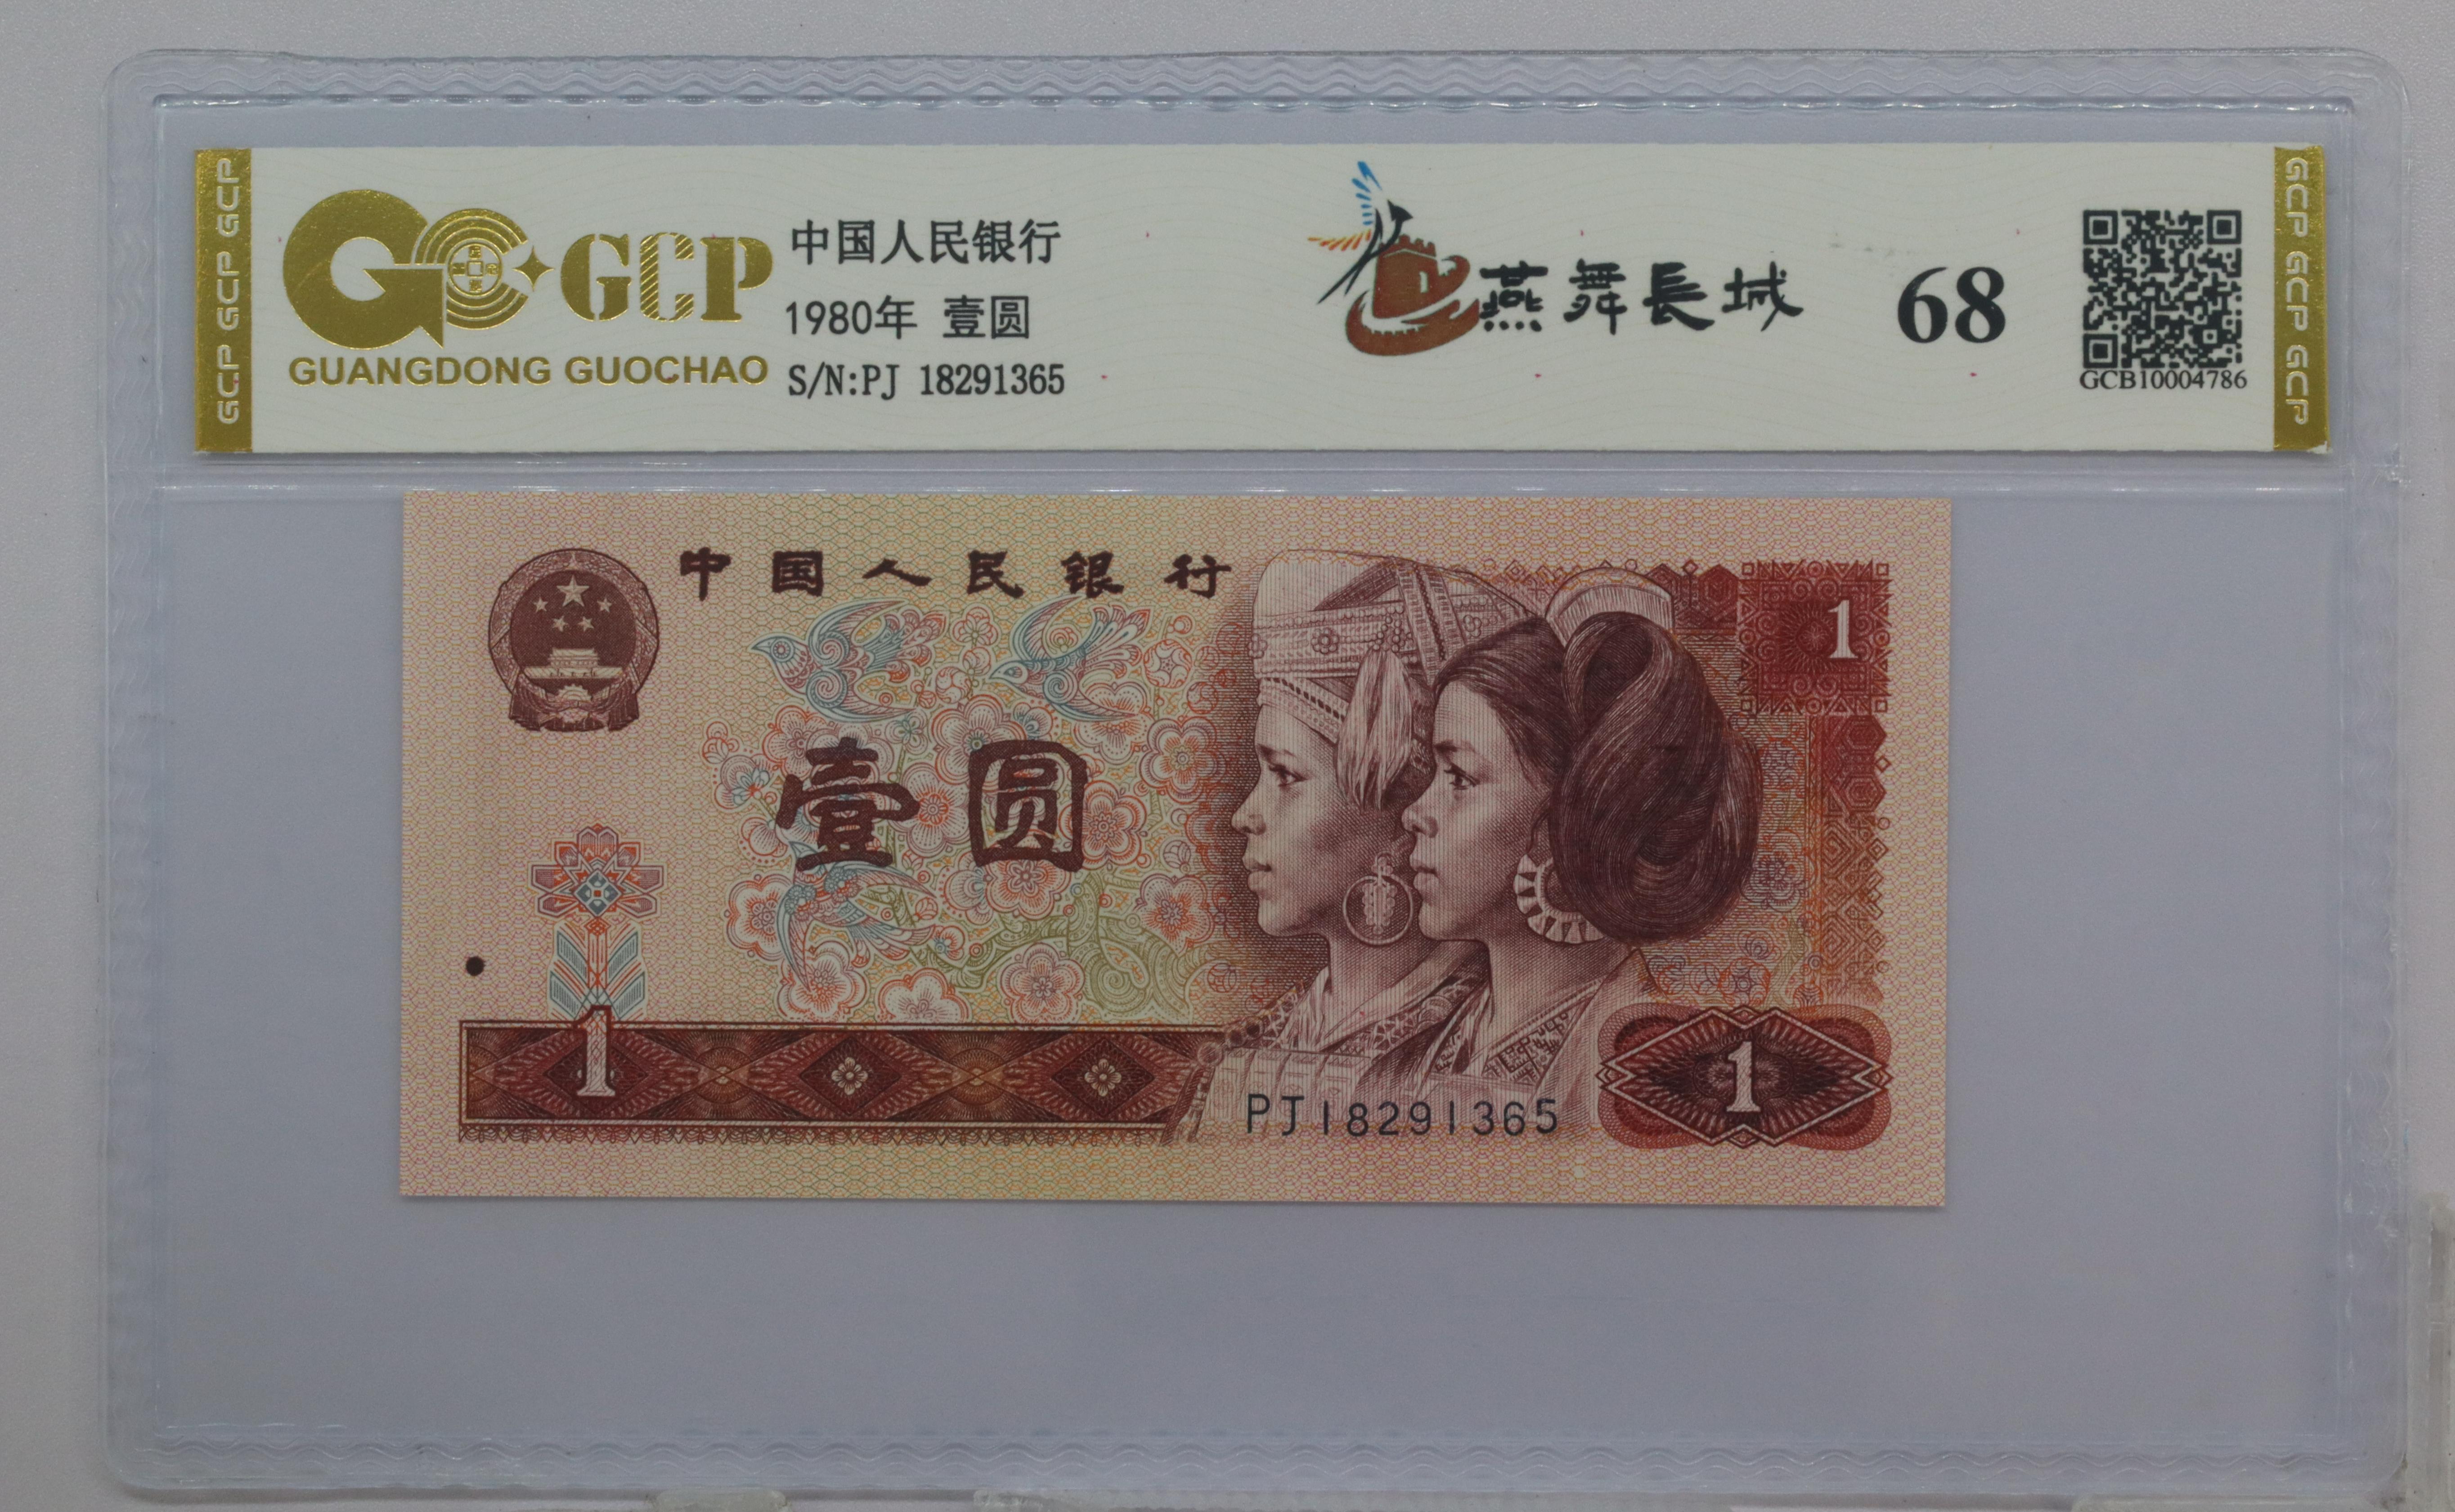 GCP GCP GCP
GCP
GUANGDONG GUOCHAO
中国人民银行
1980年 壹圆
S/N:PJ 18291365
燕舞長城
68
GCB10004786
GCP GCP GCP
中国人民银行
1
壹圆
1
1
PJ18291365